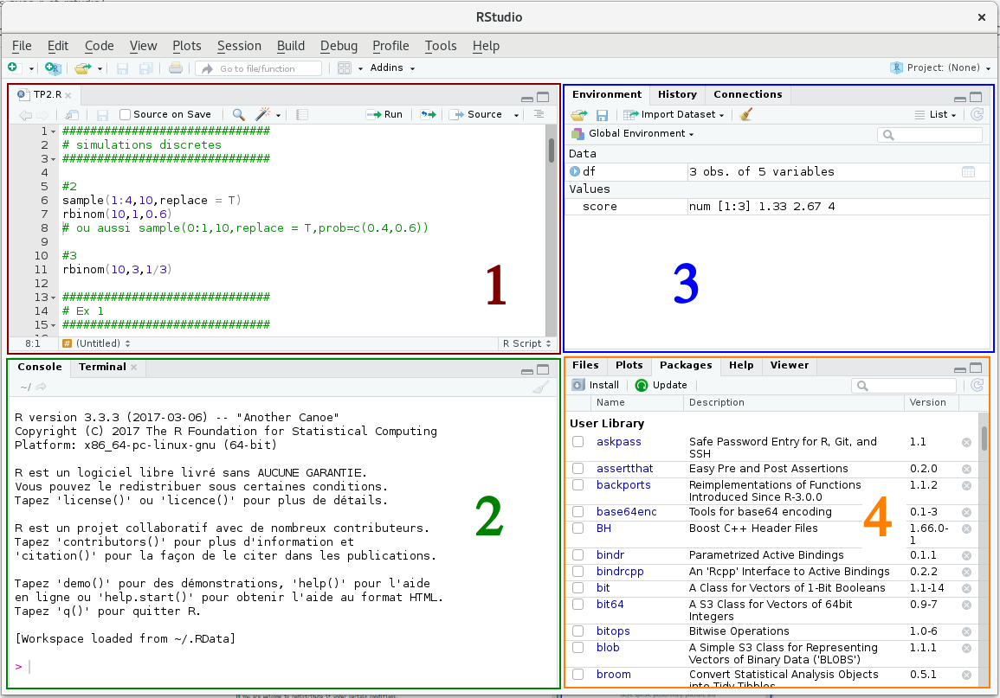 RStudio
File Edit Code View Plots Session Build Debug Profile Tools Help
Go to file/function Addins Project: (None)
TP2.R
Source on Save Run Source
1 ##############################
2 # simulations discretes
3 ##############################
4
5 #2
6 sample(1:4,10,replace = T)
7 rbinom(10,1,0.6)
8 # ou aussi sample(0:1,10,replace = T,prob=c(0.4,0.6))
9
10 #3
11 rbinom(10,3,1/3)
12
13 ##############################
14 # Ex 1
15 ##############################
8:1 (Untitled) R Script
1
Console Terminal
~/
R version 3.3.3 (2017-03-06) -- "Another Canoe"
Copyright (C) 2017 The R Foundation for Statistical Computing
Platform: x86_64-pc-linux-gnu (64-bit)
R est un logiciel libre livré sans AUCUNE GARANTIE.
Vous pouvez le redistribuer sous certaines conditions.
Tapez 'license()' ou 'licence()' pour plus de détails.
R est un projet collaboratif avec de nombreux contributeurs.
Tapez 'contributors()' pour plus d'information et
'citation()' pour la façon de le citer dans les publications.
Tapez 'demo()' pour des démonstrations, 'help()' pour l'aide
en ligne ou 'help.start()' pour obtenir l'aide au format HTML.
Tapez 'q()' pour quitter R.
[Workspace loaded from ~/.RData]
>
2
Environment History Connections
Import Dataset List
Global Environment
Data
df 3 obs. of 5 variables
Values
score num [1:3] 1.33 2.67 4
3
Files Plots Packages Help Viewer
Install Update
Name Description Version
User Library
askpass Safe Password Entry for R, Git, and 1.1
SSH
assertthat Easy Pre and Post Assertions 0.2.0
backports Reimplementations of Functions 1.1.2
Introduced Since R-3.0.0
base64enc Tools for base64 encoding 0.1-3
BH Boost C++ Header Files 1.66.0-
1
bindr Parametrized Active Bindings 0.1.1
bindrcpp An 'Rcpp' Interface to Active Bindings 0.2.2
bit A Class for Vectors of 1-Bit Booleans 1.1-14
bit64 A S3 Class for Vectors of 64bit 0.9-7
Integers
bitops Bitwise Operations 1.0-6
blob A Simple S3 Class for Representing 1.1.1
Vectors of Binary Data ('BLOBS')
broom Convert Statistical Analysis Objects 0.5.1
into Tidy Tibbles
4